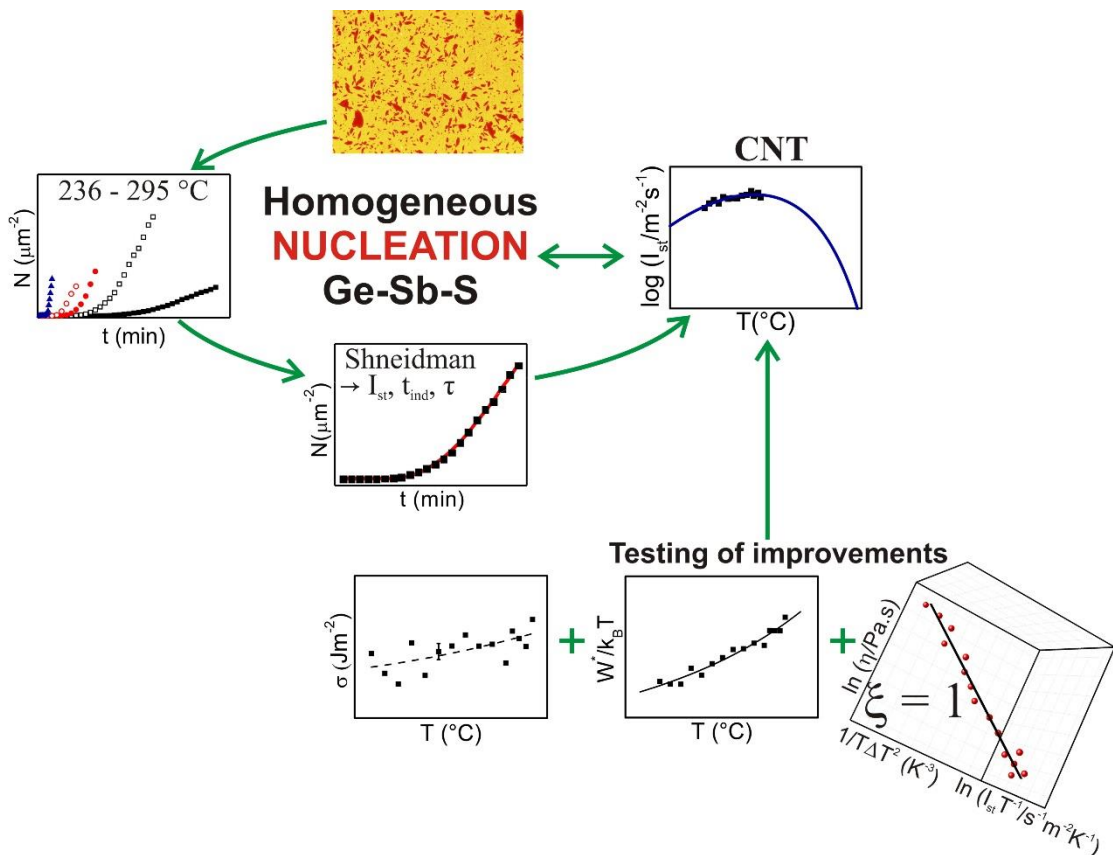 CNT
236 - 295 °C
N (μm⁻²)
t (min)
Homogeneous
NUCLEATION
Ge-Sb-S
log (I_st/m⁻²s⁻¹)
T(°C)
Shneidman
→ I_st, t_ind, τ
N(μm⁻²)
t (min)
Testing of improvements
σ (Jm⁻²)
T (°C)
+
W*/k_BT
T (°C)
+
ln (η/Pa.s)
ξ = 1
1/TΔT² (K⁻³)
ln (I_stT⁻¹/s⁻¹m⁻²K⁻¹)